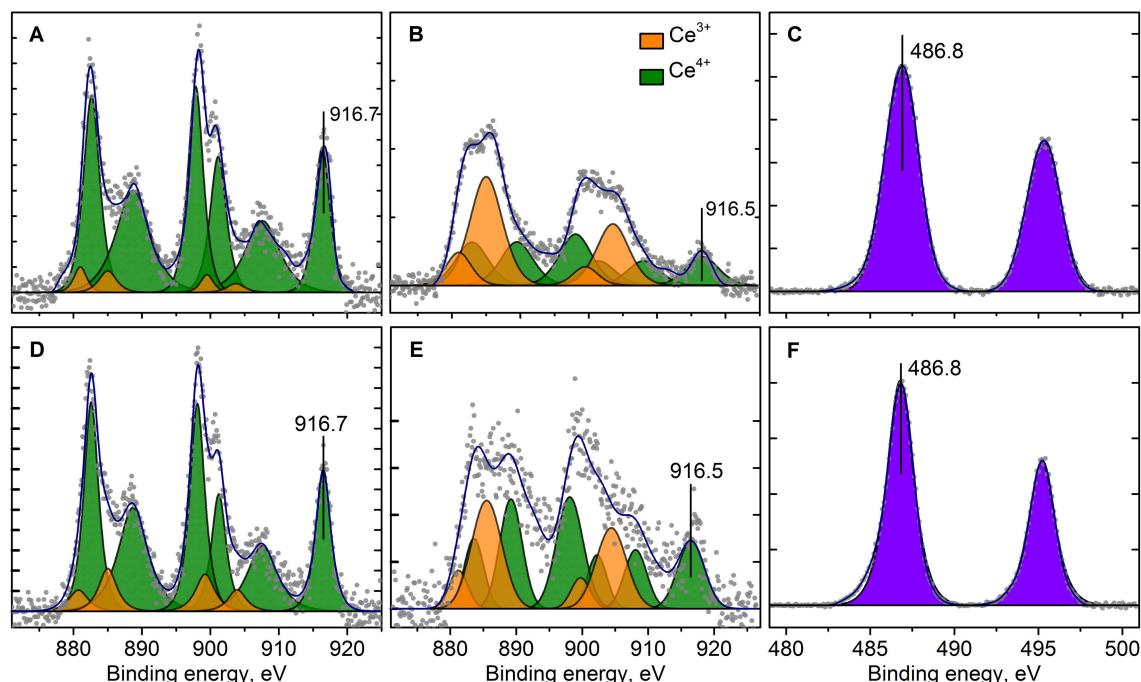 A
916.7
B
Ce³⁺
Ce⁴⁺
916.5
C
486.8
D
916.7
E
916.5
F
486.8
880 890 900 910 920
880 890 900 910 920
480 485 490 495 500
Binding energy, eV
Binding energy, eV
Binding energy, eV